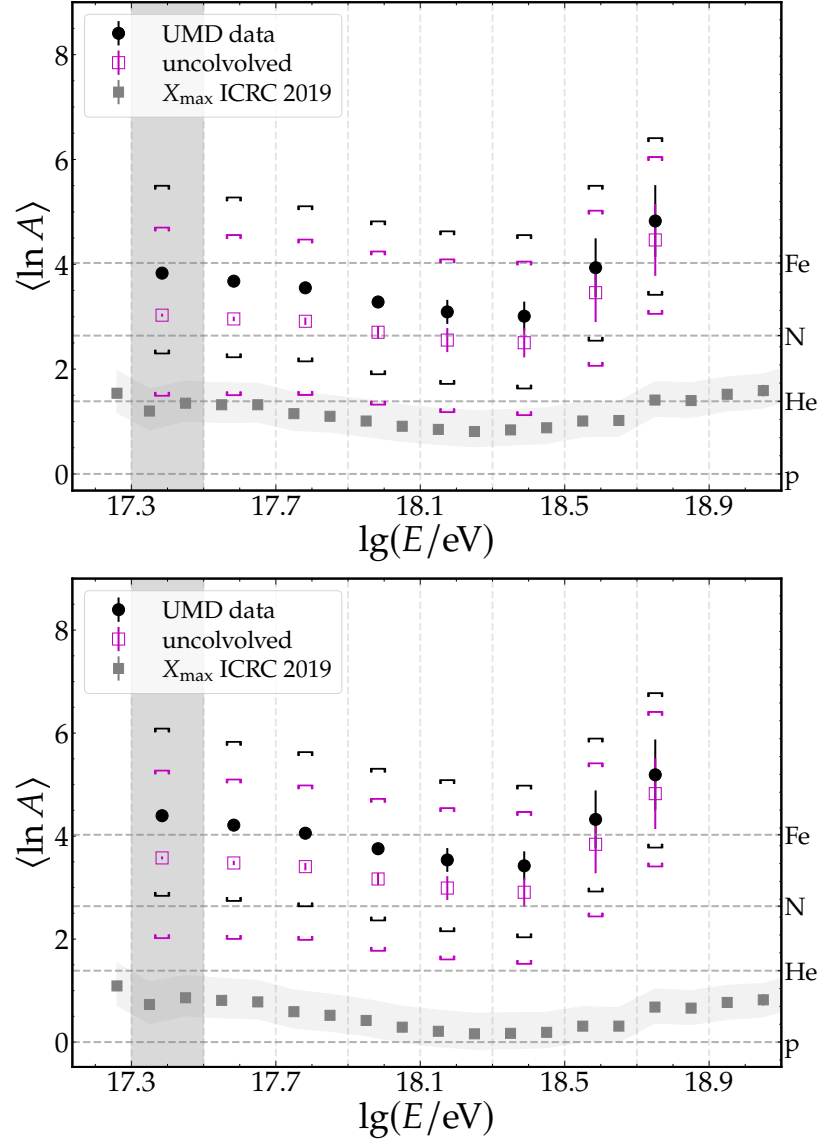 8
6
4
2
0
⟨ln A⟩
UMD data
uncolvolved
X_max ICRC 2019
Fe
N
He
p
17.3 17.7 18.1 18.5 18.9
lg(E/eV)
8
6
4
2
0
⟨ln A⟩
UMD data
uncolvolved
X_max ICRC 2019
Fe
N
He
p
17.3 17.7 18.1 18.5 18.9
lg(E/eV)